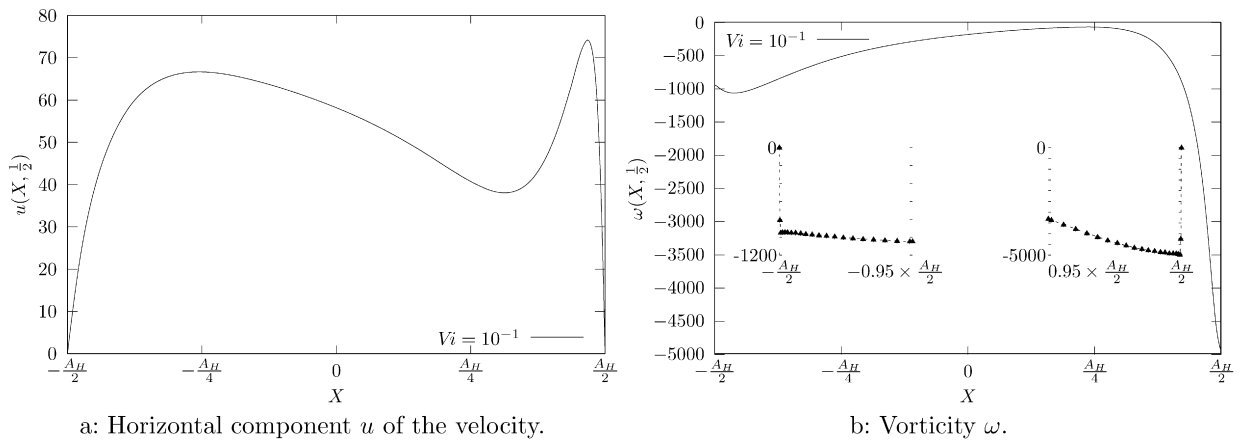 80
70
60
50
40
30
20
10
0
u(X, 1/2)
Vi = 10⁻¹
−A_H/2 −A_H/4 0 A_H/4 A_H/2
X
a: Horizontal component u of the velocity.
0
−500
−1000
−1500
−2000
−2500
−3000
−3500
−4000
−4500
−5000
ω(X, 1/2)
Vi = 10⁻¹
0
-1200
−A_H/2 −0.95 × A_H/2
0
-5000
0.95 × A_H/2 A_H/2
−A_H/2 −A_H/4 0 A_H/4 A_H/2
X
b: Vorticity ω.